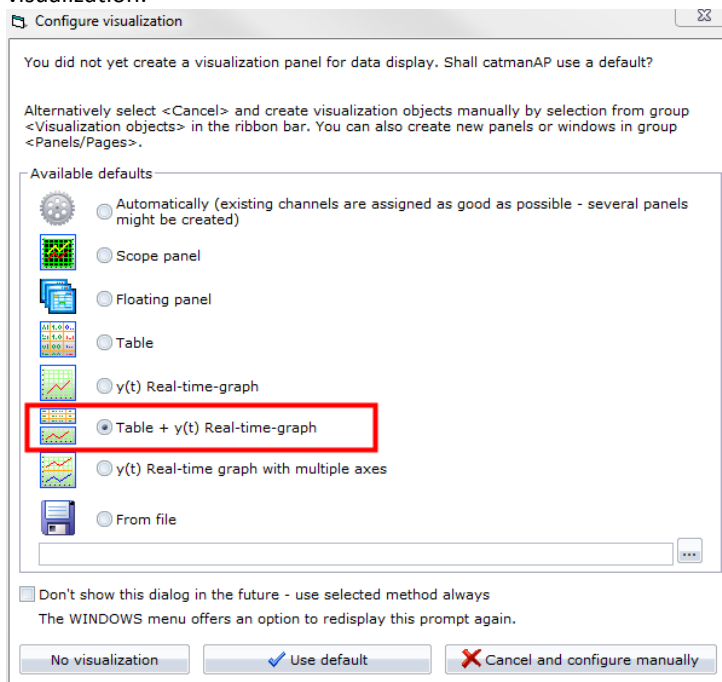 visualization.
Configure visualization
You did not yet create a visualization panel for data display. Shall catmanAP use a default?
Alternatively select <Cancel> and create visualization objects manually by selection from group
<Visualization objects> in the ribbon bar. You can also create new panels or windows in group
<Panels/Pages>.
Available defaults
Automatically (existing channels are assigned as good as possible - several panels
might be created)
Scope panel
Floating panel
Table
y(t) Real-time-graph
Table + y(t) Real-time-graph
y(t) Real-time graph with multiple axes
From file
...
Don't show this dialog in the future - use selected method always
The WINDOWS menu offers an option to redisplay this prompt again.
No visualization
Use default
Cancel and configure manually